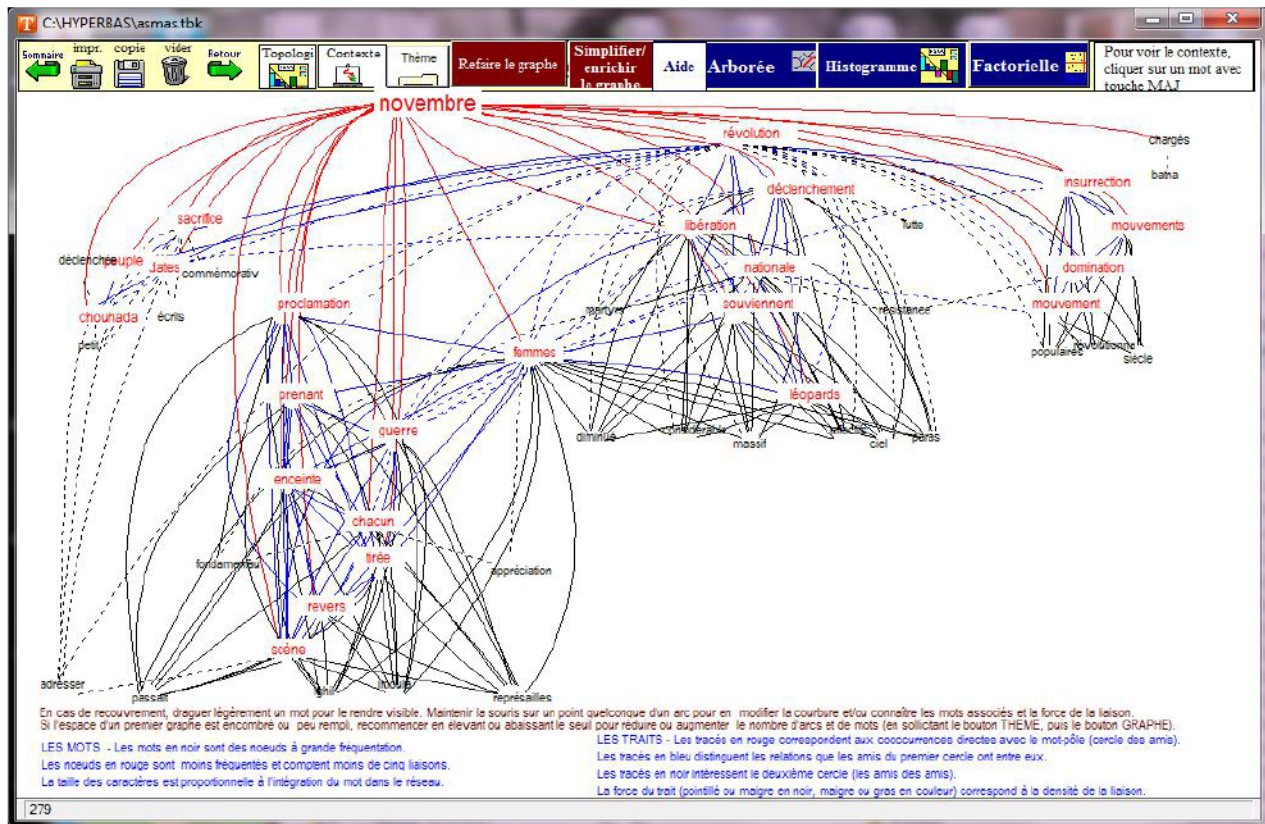 C:\HYPERBAS\asmas.tbk
Sommaire
impr.
copie
vider
Retour
Topologi
Contexte
Thème
Refaire le graphe
Simplifier/
enrichir
le graphe
Aide
Arborée
Histogramme
Factorielle
Pour voir le contexte,
cliquer sur un mot avec
touche MAJ
novembre
révolution
chargés
batna
déclenchement
insurrection
sacrifice
libération
lutte
mouvements
déclenchée
peuple
Jates
commémorativ
nationale
domination
proclamation
souviennent
mouvement
chouhada
écrits
martyrs
résistance
petit
femmes
populaires
siècle
prenant
léopards
guerre
diminué
considérable
massif
ciel
paras
enceinte
chacun
tirée
fondamentau
appréciation
revers
scène
adresser
passait
ghil
représailles
En cas de recouvrement, draguer légèrement un mot pour le rendre visible. Maintenir la souris sur un point quelconque d'un arc pour en modifier la courbure et/ou connaître les mots associés et la force de la liaison.
Si l'espace d'un premier graphe est encombré ou peu rempli, recommencer en élevant ou abaissant le seuil pour réduire ou augmenter le nombre d'arcs et de mots (en sollicitant le bouton THEME, puis le bouton GRAPHE).
LES MOTS - Les mots en noir sont des noeuds à grande fréquentation.
Les nœuds en rouge sont moins fréquentés et comptent moins de cinq liaisons.
La taille des caractères est proportionnelle à l'intégration du mot dans le réseau.
LES TRAITS - Les tracés en rouge correspondent aux cooccurrences directes avec le mot-pôle (cercle des amis).
Les tracés en bleu distinguent les relations que les amis du premier cercle ont entre eux.
Les tracés en noir intéressent le deuxième cercle (les amis des amis).
La force du trait (pointillé ou maigre en noir, maigre ou gras en couleur) correspond à la densité de la liaison.
279